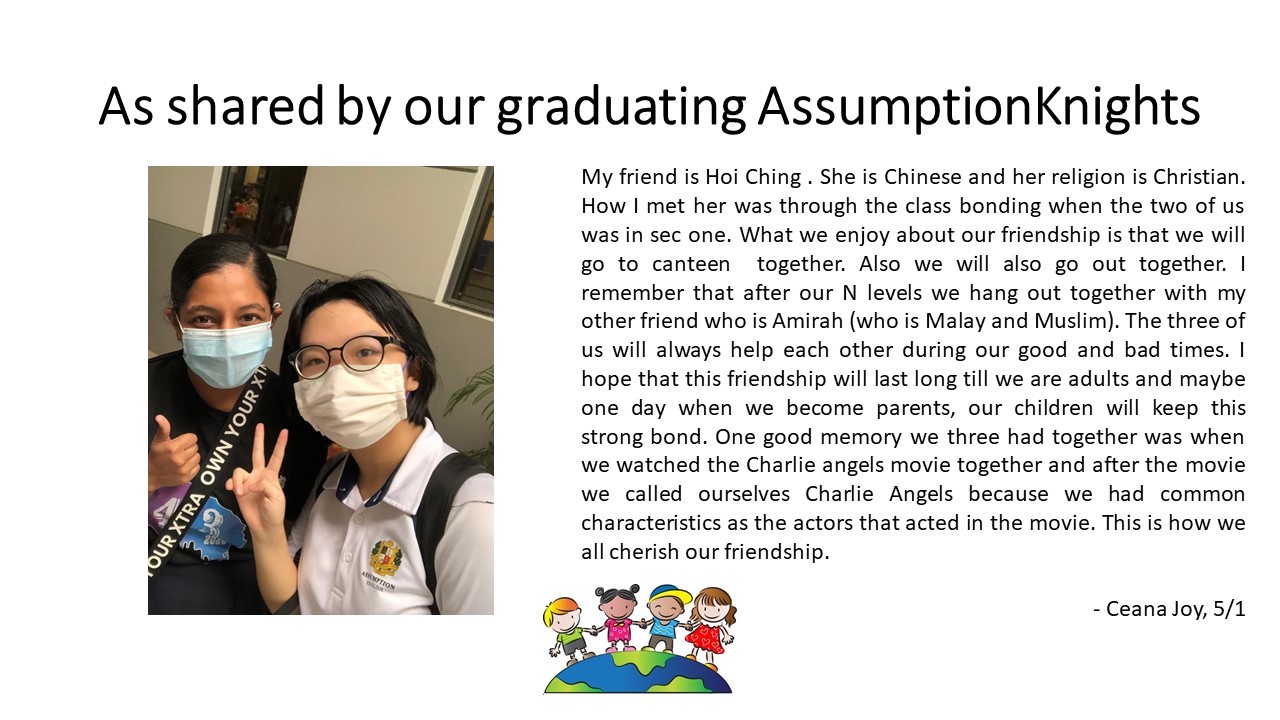 As shared by our graduating AssumptionKnights
My friend is Hoi Ching . She is Chinese and her religion is Christian.
How I met her was through the class bonding when the two of us
was in sec one. What we enjoy about our friendship is that we will
go to canteen together. Also we will also go out together. I
remember that after our N levels we hang out together with my
other friend who is Amirah (who is Malay and Muslim). The three of
us will always help each other during our good and bad times. I
hope that this friendship will last long till we are adults and maybe
one day when we become parents, our children will keep this
strong bond. One good memory we three had together was when
we watched the Charlie angels movie together and after the movie
we called ourselves Charlie Angels because we had common
characteristics as the actors that acted in the movie. This is how we
all cherish our friendship.
- Ceana Joy, 5/1
YOUR XTRA OWN YOUR
ASSUMPTION
ENGLISH